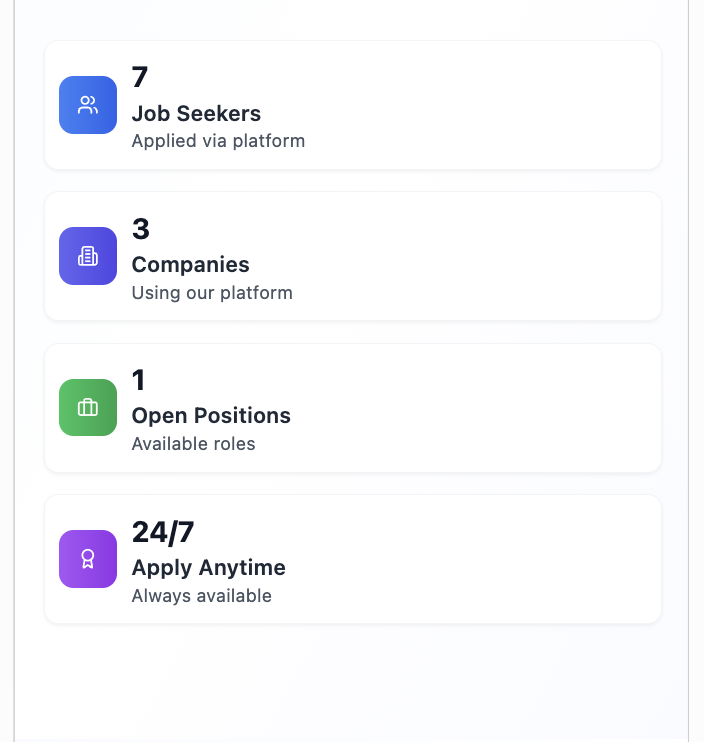 7
Job Seekers
Applied via platform
3
Companies
Using our platform
1
Open Positions
Available roles
24/7
Apply Anytime
Always available